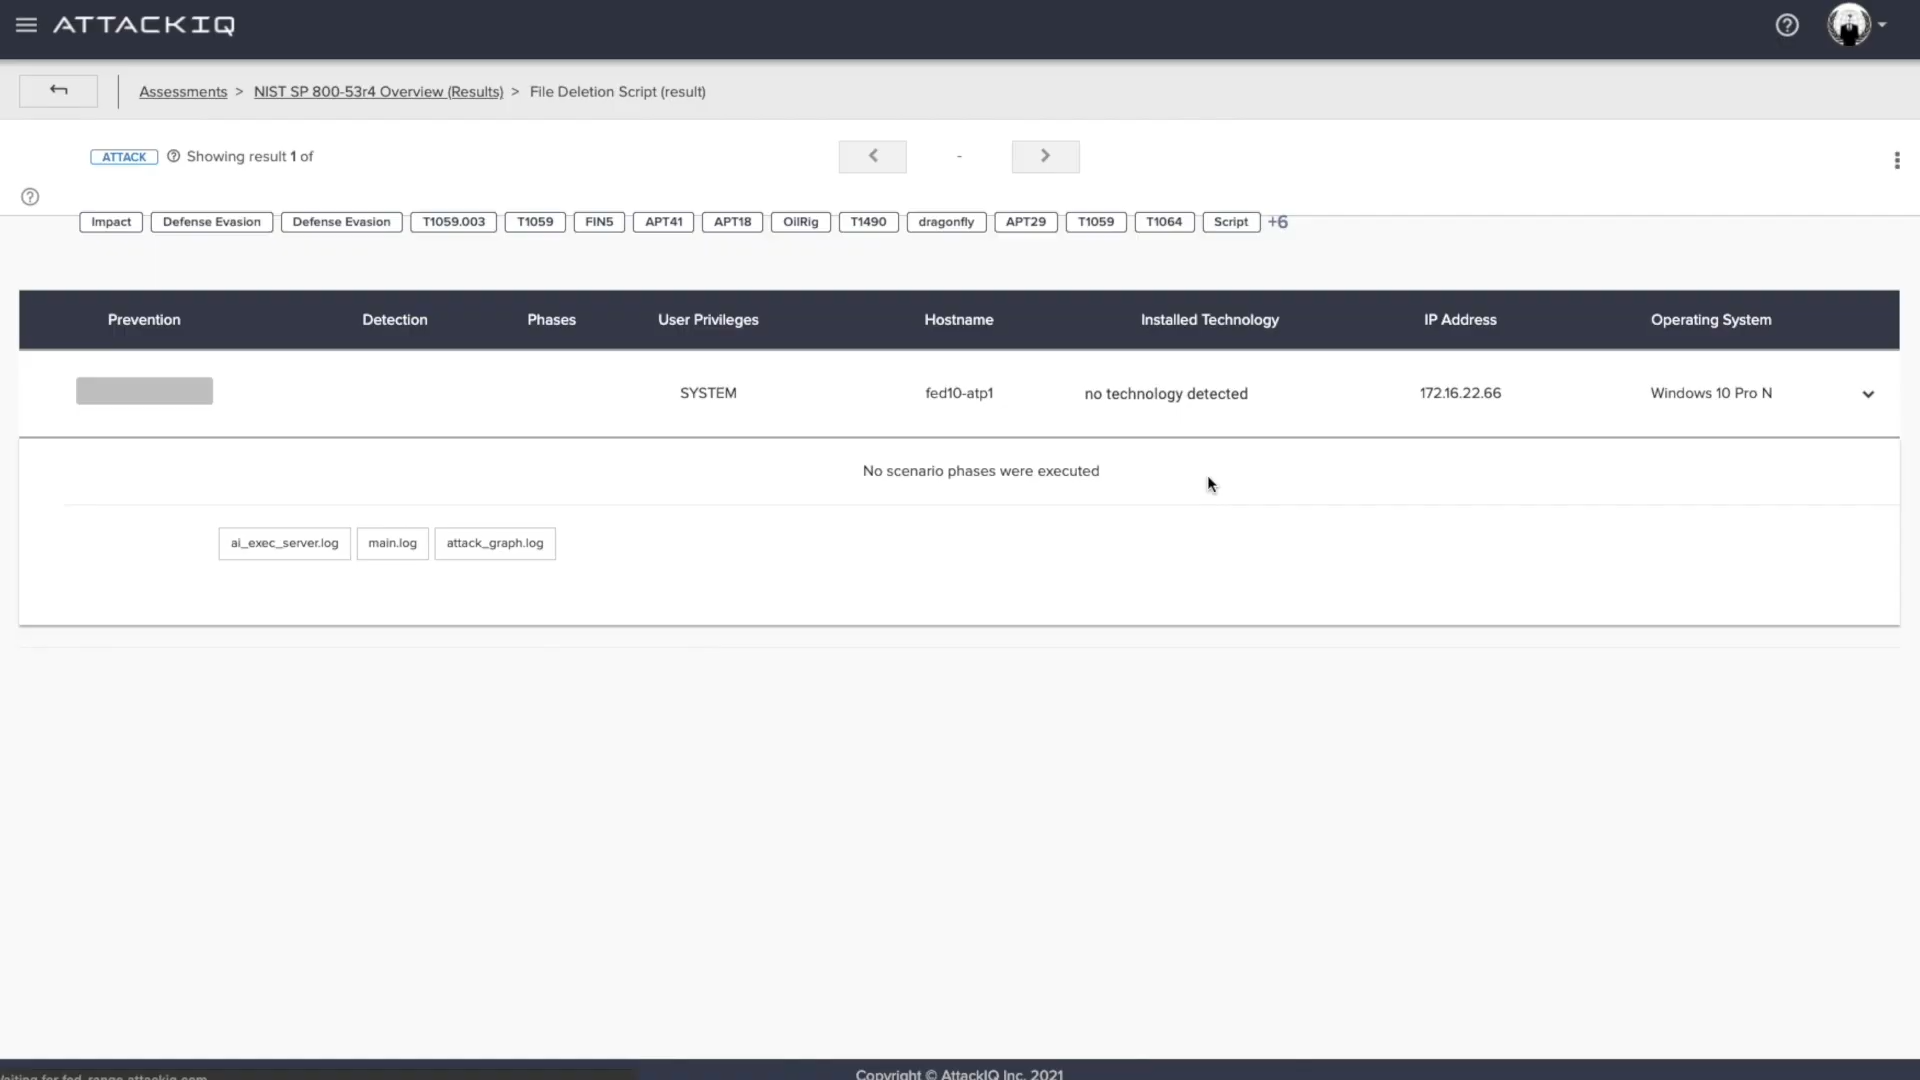 ATTACKIQ
Assessments > NIST SP 800-53r4 Overview (Results) > File Deletion Script (result)
ATTACK Showing result 1 of -
Impact Defense Evasion Defense Evasion T1059.003 T1059 FIN5 APT41 APT18 OilRig T1490 dragonfly APT29 T1059 T1064 Script +6
Prevention Detection Phases User Privileges Hostname Installed Technology IP Address Operating System
SYSTEM fed10-atp1 no technology detected 172.16.22.66 Windows 10 Pro N
No scenario phases were executed
ai_exec_server.log main.log attack_graph.log
Copyright © AttackIQ Inc. 2021